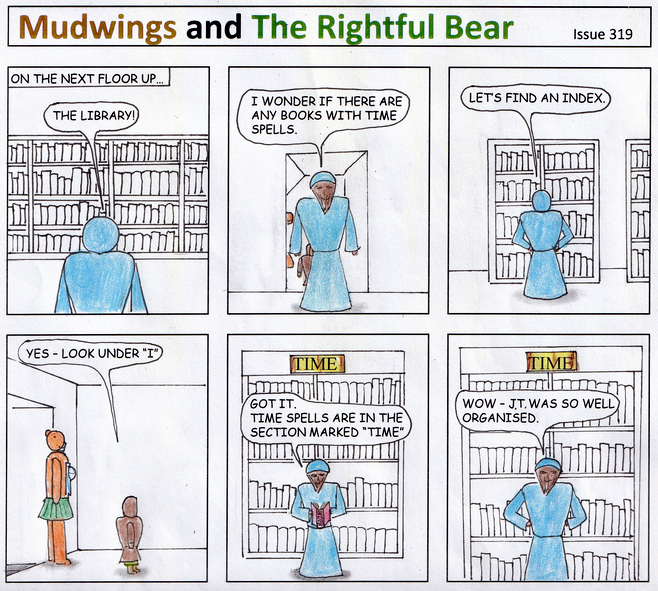 Mudwings and The Rightful Bear
Issue 319
ON THE NEXT FLOOR UP...
THE LIBRARY!
I WONDER IF THERE ARE
ANY BOOKS WITH TIME
SPELLS.
LET'S FIND AN INDEX.
YES - LOOK UNDER "I"
TIME
GOT IT.
TIME SPELLS ARE IN THE
SECTION MARKED "TIME"
TIME
WOW - J.T. WAS SO WELL
ORGANISED.